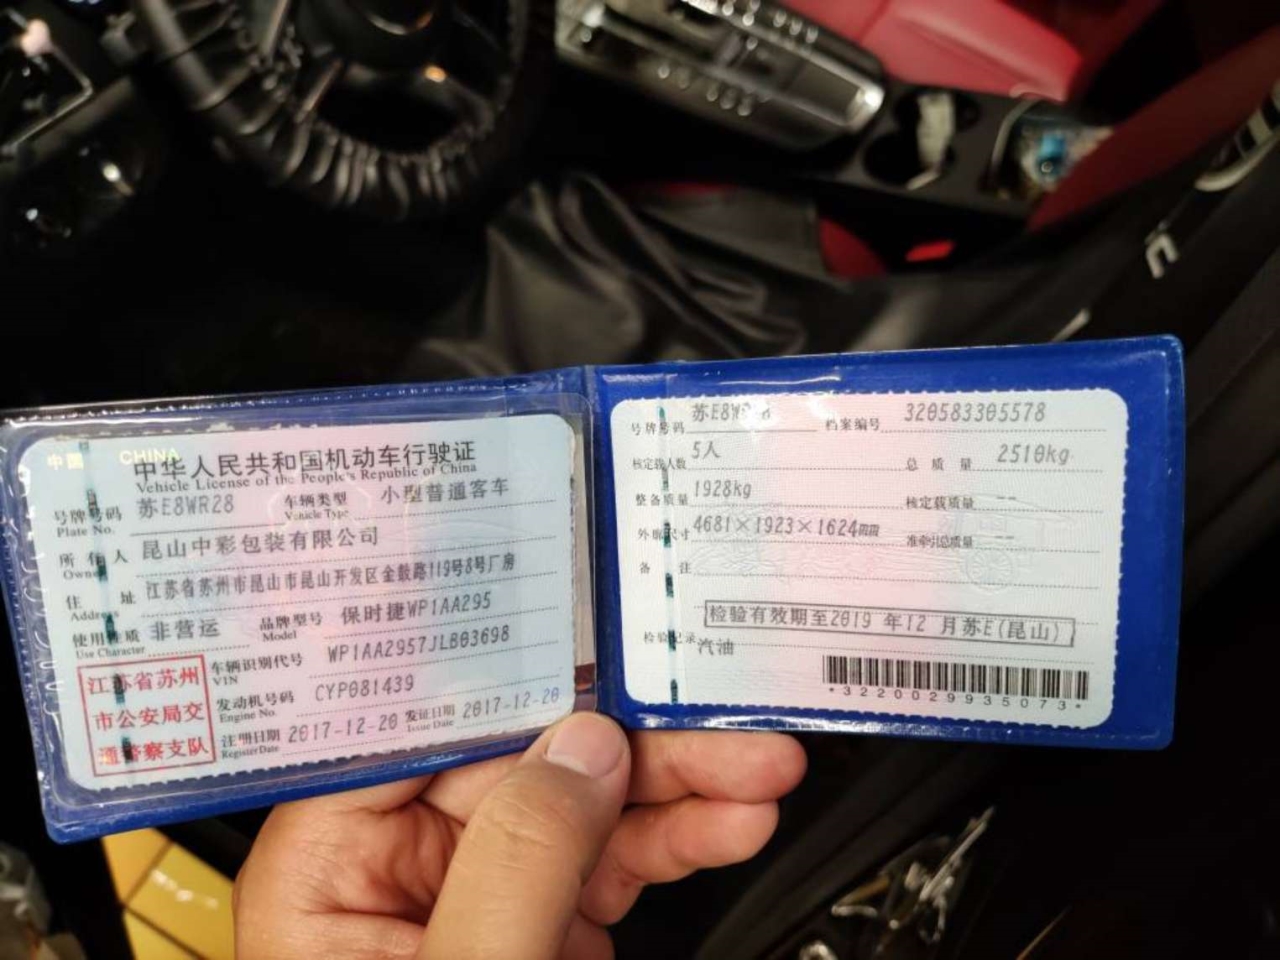 中国 CHINA
中华人民共和国机动车行驶证
Vehicle License of the People's Republic of China
号牌号码 苏E8WR28 车辆类型 小型普通客车
Plate No. Vehicle Type
所有人 昆山中彩包装有限公司
Owner
住址 江苏省苏州市昆山市昆山开发区金鼓路119号8号厂房
Address
使用性质 非营运 品牌型号 保时捷WP1AA295
Use Character Model
车辆识别代号 WP1AA2957JLB03698
VIN
发动机号码 CYP081439
Engine No.
注册日期 2017-12-20 发证日期 2017-12-20
Register Date Issue Date
江苏省苏州
市公安局交
通警察支队
号牌号码 苏E8WR28 档案编号 320583305578
核定载人数 5人 总质量 2510kg
整备质量 1928kg 核定载质量 --
外廓尺寸 4681×1923×1624mm 准牵引总质量 --
备注
检验有效期至2019年12月苏E(昆山)
检验记录 汽油
*3220029935073*